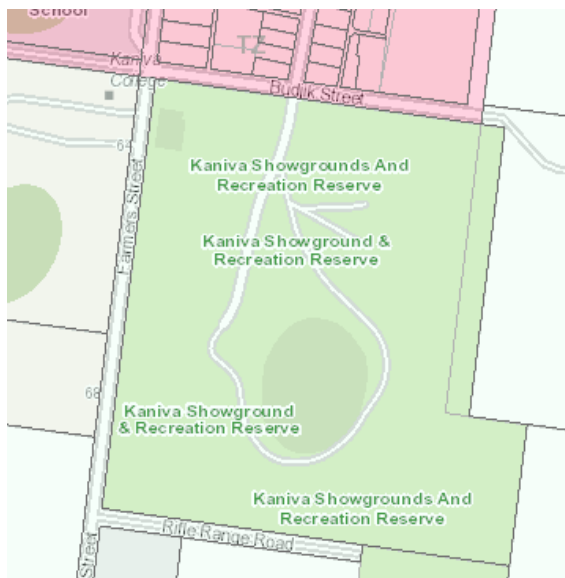 School
TZ
Kaniva
College
Budjik Street
64
Kaniva Showgrounds And
Recreation Reserve
Farmers Street
Kaniva Showground &
Recreation Reserve
68
Kaniva Showground
& Recreation Reserve
Kaniva Showgrounds And
Recreation Reserve
Rifle Range Road
Street